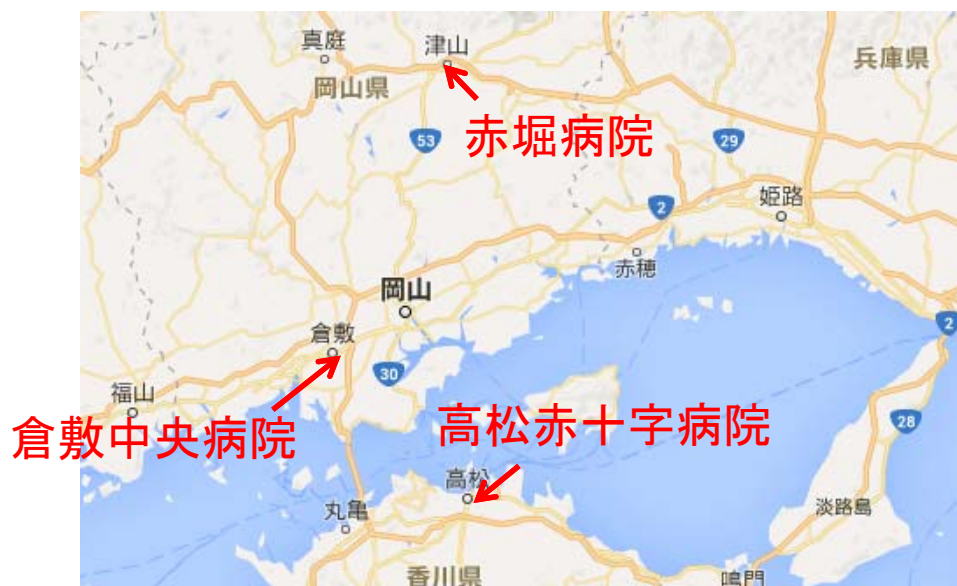 真庭
津山
兵庫県
岡山県
赤堀病院
53
29
2
姫路
赤穂
岡山
倉敷
2
30
福山
倉敷中央病院
高松赤十字病院
28
高松
丸亀
淡路島
香川県
鳴門